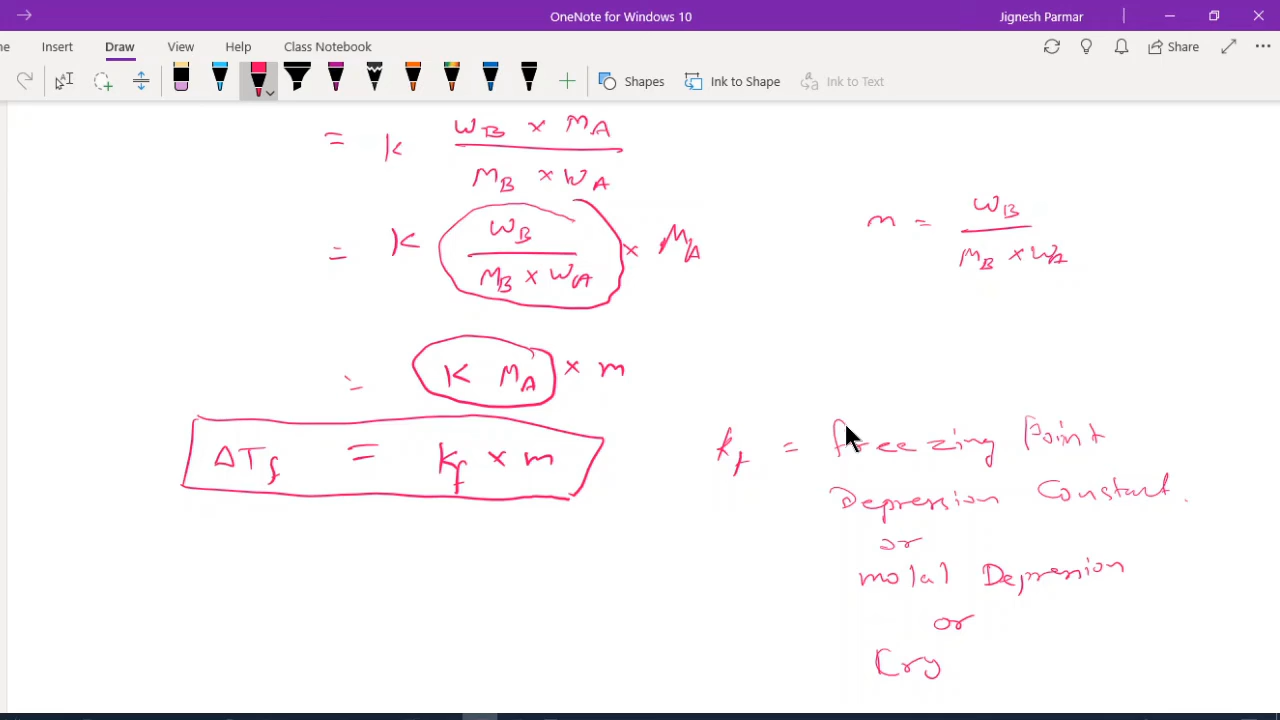 OneNote for Windows 10
Jignesh Parmar
Insert Draw View Help Class Notebook
Share
Shapes
Ink to Shape
Ink to Text
= K W_B × M_A / M_B × W_A
= K W_B / M_B × W_A × M_A
m = W_B / M_B × W_A
= K M_A × m
ΔT_f = K_f × m
K_f = Freezing Point
Depression Constant.
or
molal Depression
or
Cry